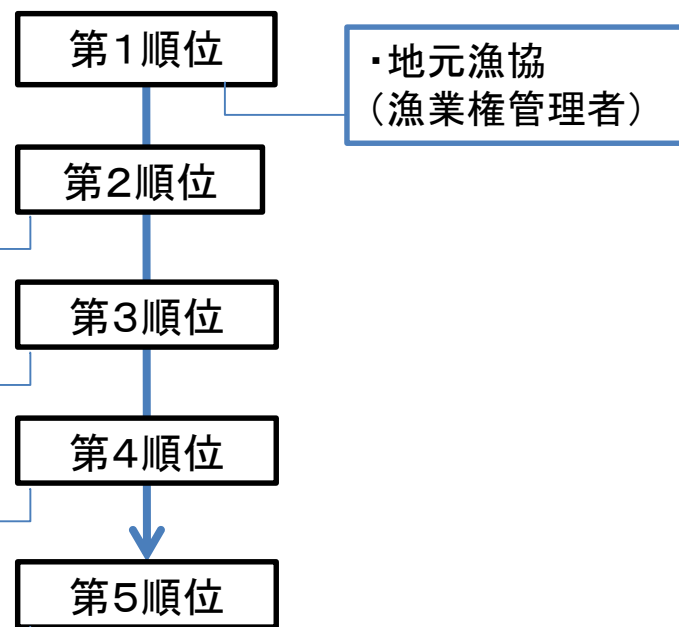 第1順位
・地元漁協
（漁業権管理者）
第2順位
第3順位
第4順位
第5順位